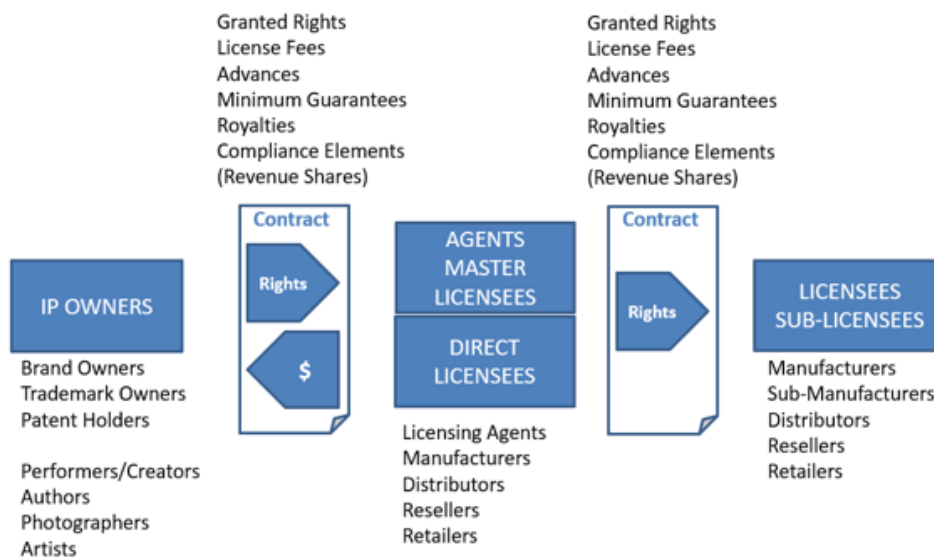 Granted Rights
License Fees
Advances
Minimum Guarantees
Royalties
Compliance Elements
(Revenue Shares)
Granted Rights
License Fees
Advances
Minimum Guarantees
Royalties
Compliance Elements
(Revenue Shares)
IP OWNERS
Brand Owners
Trademark Owners
Patent Holders
Performers/Creators
Authors
Photographers
Artists
Contract
Rights
$
AGENTS
MASTER
LICENSEES
DIRECT
LICENSEES
Licensing Agents
Manufacturers
Distributors
Resellers
Retailers
Contract
Rights
LICENSEES
SUB-LICENSEES
Manufacturers
Sub-Manufacturers
Distributors
Resellers
Retailers